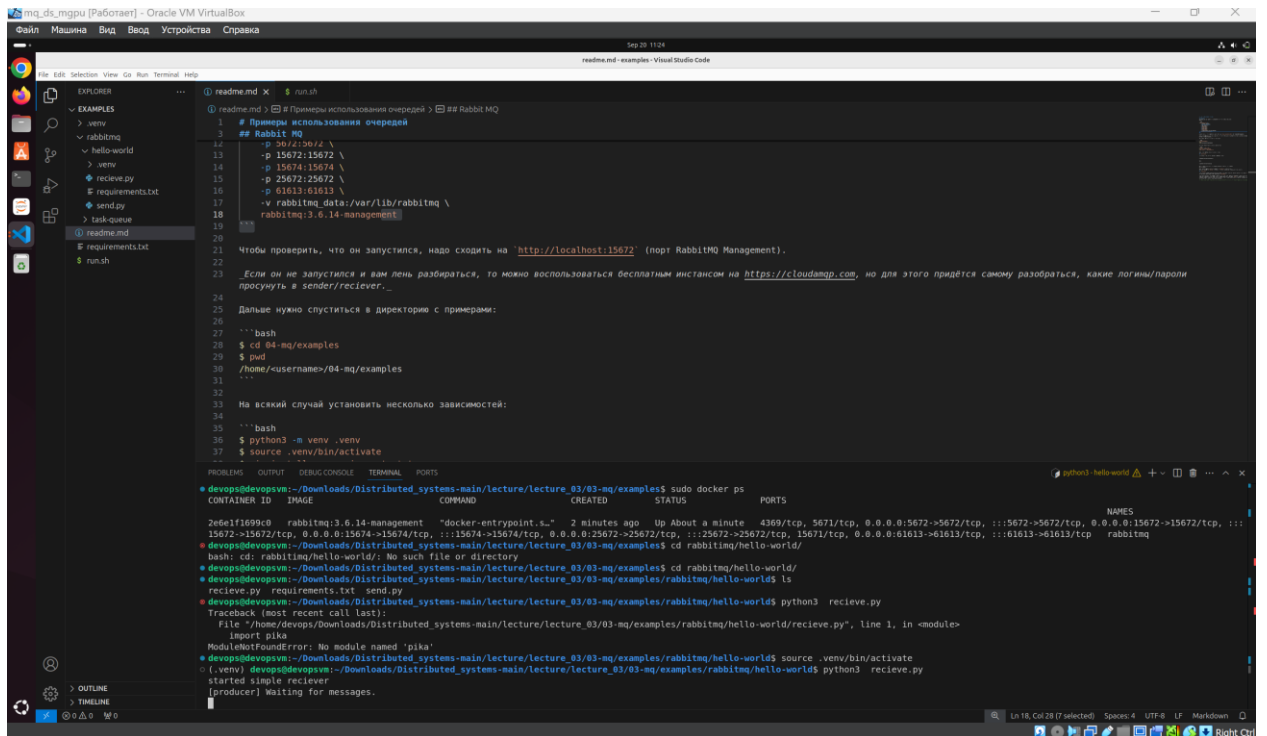 mq_ds_mgpu [Работает] - Oracle VM VirtualBox
Файл Машина Вид Ввод Устройства Справка
Sep 20 11:24
readme.md - examples - Visual Studio Code
File Edit Selection View Go Run Terminal Help
EXPLORER
EXAMPLES
.venv
rabbitmq
hello-world
.venv
recieve.py
requirements.txt
send.py
task-queue
readme.md
requirements.txt
run.sh
OUTLINE
TIMELINE
readme.md
run.sh
readme.md > # Примеры использования очередей > ## Rabbit MQ
1 # Примеры использования очередей
3 ## Rabbit MQ
12 -p 5672:5672 \
13 -p 15672:15672 \
14 -p 15674:15674 \
15 -p 25672:25672 \
16 -p 61613:61613 \
17 -v rabbitmq_data:/var/lib/rabbitmq \
18 rabbitmq:3.6.14-management
19 ```
20
21 Чтобы проверить, что он запустился, надо сходить на `http://localhost:15672` (порт RabbitMQ Management).
22
23 _Если он не запустился и вам лень разбираться, то можно воспользоваться бесплатным инстансом на https://cloudamqp.com, но для этого придётся самому разобраться, какие логины/пароли
просунуть в sender/reciever._
24
25 Дальше нужно спуститься в директорию с примерами:
26
27 ```bash
28 $ cd 04-mq/examples
29 $ pwd
30 /home/<username>/04-mq/examples
31 ```
32
33 На всякий случай установить несколько зависимостей:
34
35 ```bash
36 $ python3 -m venv .venv
37 $ source .venv/bin/activate
PROBLEMS OUTPUT DEBUG CONSOLE TERMINAL PORTS
python3 - hello-world
devops@devopsvm:~/Downloads/Distributed_systems-main/lecture/lecture_03/03-mq/examples$ sudo docker ps
CONTAINER ID IMAGE COMMAND CREATED STATUS PORTS
NAMES
2e6e1f1699c0 rabbitmq:3.6.14-management "docker-entrypoint.s…" 2 minutes ago Up About a minute 4369/tcp, 5671/tcp, 0.0.0.0:5672->5672/tcp, :::5672->5672/tcp, 0.0.0.0:15672->15672/tcp, :::
15672->15672/tcp, 0.0.0.0:15674->15674/tcp, :::15674->15674/tcp, 0.0.0.0:25672->25672/tcp, :::25672->25672/tcp, 15671/tcp, 0.0.0.0:61613->61613/tcp, :::61613->61613/tcp rabbitmq
devops@devopsvm:~/Downloads/Distributed_systems-main/lecture/lecture_03/03-mq/examples$ cd rabbitimq/hello-world/
bash: cd: rabbitimq/hello-world/: No such file or directory
devops@devopsvm:~/Downloads/Distributed_systems-main/lecture/lecture_03/03-mq/examples$ cd rabbitmq/hello-world/
devops@devopsvm:~/Downloads/Distributed_systems-main/lecture/lecture_03/03-mq/examples/rabbitmq/hello-world$ ls
recieve.py requirements.txt send.py
devops@devopsvm:~/Downloads/Distributed_systems-main/lecture/lecture_03/03-mq/examples/rabbitmq/hello-world$ python3 recieve.py
Traceback (most recent call last):
File "/home/devops/Downloads/Distributed_systems-main/lecture/lecture_03/03-mq/examples/rabbitmq/hello-world/recieve.py", line 1, in <module>
import pika
ModuleNotFoundError: No module named 'pika'
devops@devopsvm:~/Downloads/Distributed_systems-main/lecture/lecture_03/03-mq/examples/rabbitmq/hello-world$ source .venv/bin/activate
(.venv) devops@devopsvm:~/Downloads/Distributed_systems-main/lecture/lecture_03/03-mq/examples/rabbitmq/hello-world$ python3 recieve.py
started simple reciever
[producer] Waiting for messages.
0 0 0
Ln 18, Col 28 (7 selected) Spaces: 4 UTF-8 LF Markdown
Right Ctrl